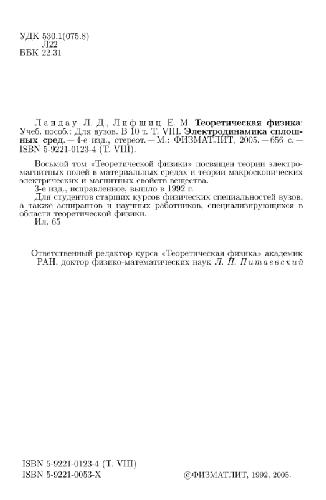 УДК 530.1(075.8)
Л22
ББК 22.31
Ландау Л. Д., Лифшиц Е. М. Теоретическая физика:
Учеб. пособ.: Для вузов. В 10 т. Т. VIII. Электродинамика сплош-
ных сред. — 4-е изд., стереот. — М.: ФИЗМАТЛИТ, 2005. — 656 с. —
ISBN 5-9221-0123-4 (Т. VIII).
Восьмой том «Теоретической физики» посвящен теории электро-
магнитных полей в материальных средах и теории макроскопических
электрических и магнитных свойств вещества.
3-е изд., исправленное, вышло в 1992 г.
Для студентов старших курсов физических специальностей вузов,
а также аспирантов и научных работников, специализирующихся в
области теоретической физики.
Ил. 65
Ответственный редактор курса «Теоретическая физика» академик
РАН, доктор физико-математических наук Л. П. Питаевский
ISBN 5-9221-0123-4 (Т. VIII)
ISBN 5-9221-0053-X
©ФИЗМАТЛИТ, 1992, 2005.